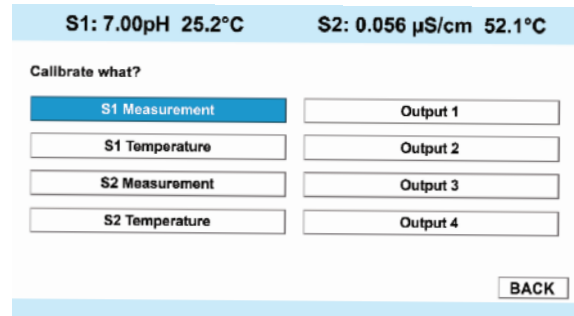 S1: 7.00pH 25.2°C S2: 0.056 µS/cm 52.1°C
Calibrate what?
S1 Measurement Output 1
S1 Temperature Output 2
S2 Measurement Output 3
S2 Temperature Output 4
BACK